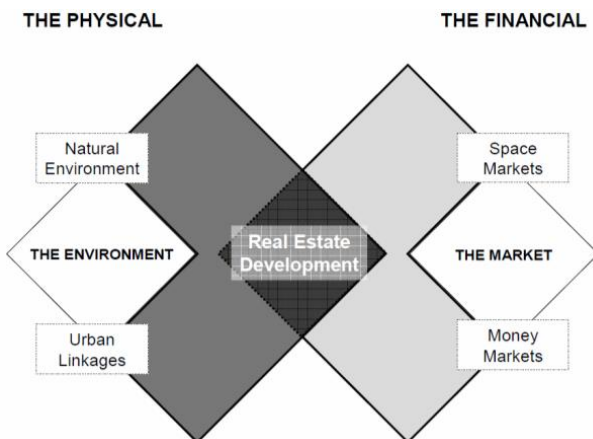 THE PHYSICAL
THE FINANCIAL
Natural
Environment
Space
Markets
THE ENVIRONMENT
Real Estate
Development
THE MARKET
Urban
Linkages
Money
Markets